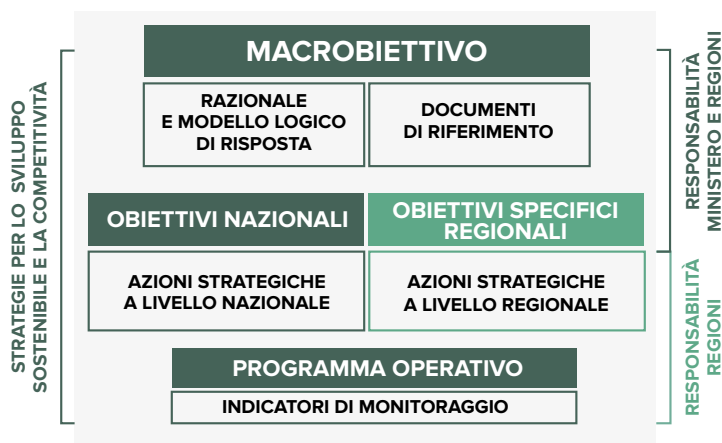 MACROBIETTIVO
RAZIONALE
E MODELLO LOGICO
DI RISPOSTA
DOCUMENTI
DI RIFERIMENTO
OBIETTIVI NAZIONALI
OBIETTIVI SPECIFICI
REGIONALI
AZIONI STRATEGICHE
A LIVELLO NAZIONALE
AZIONI STRATEGICHE
A LIVELLO REGIONALE
PROGRAMMA OPERATIVO
INDICATORI DI MONITORAGGIO
STRATEGIE PER LO SVILUPPO
SOSTENIBILE E LA COMPETITIVITÀ
RESPONSABILITÀ
MINISTERO E REGIONI
RESPONSABILITÀ
REGIONI